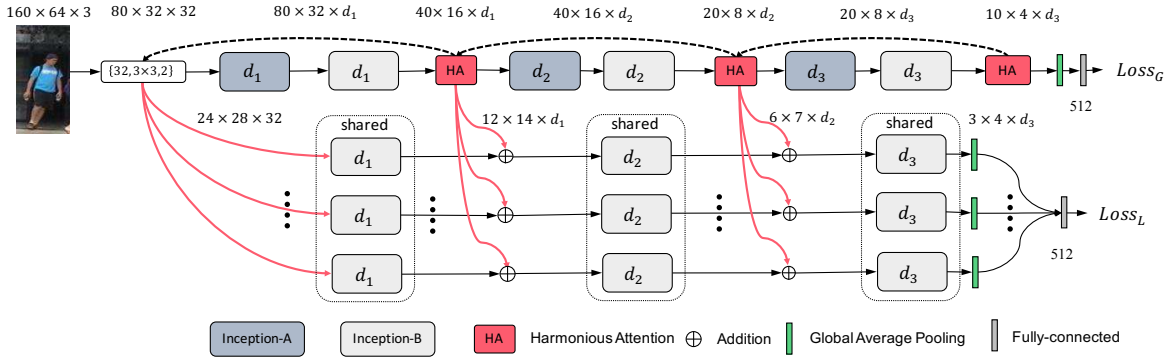 160 × 64 × 3
80 × 32 × 32
80 × 32 × d₁
40 × 16 × d₁
40 × 16 × d₂
20 × 8 × d₂
20 × 8 × d₃
10 × 4 × d₃
{32, 3×3, 2}
d₁
d₁
HA
d₂
d₂
HA
d₃
d₃
HA
Loss_G
512
24 × 28 × 32
shared
12 × 14 × d₁
shared
6 × 7 × d₂
shared
3 × 4 × d₃
d₁
d₂
d₃
d₁
d₂
d₃
Loss_L
512
d₁
d₂
d₃
Inception-A
Inception-B
HA
Harmonious Attention
Addition
Global Average Pooling
Fully-connected